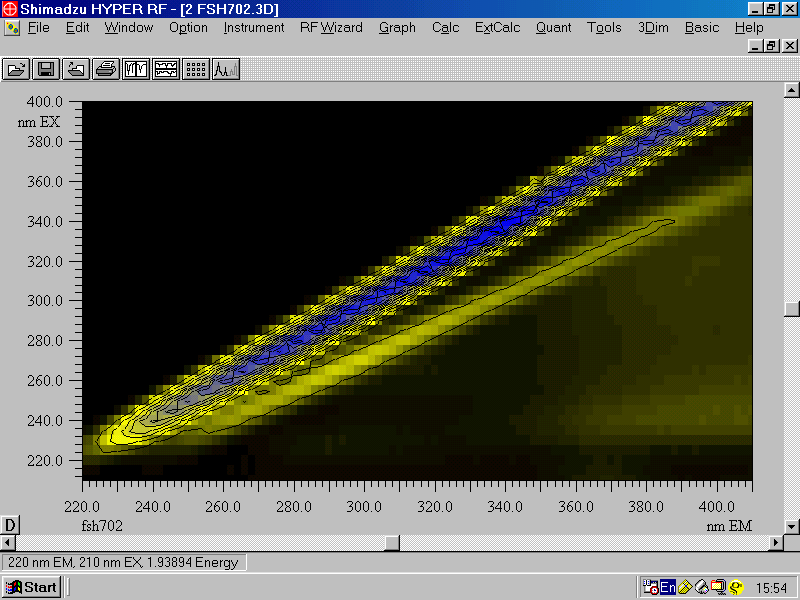 Shimadzu HYPER RF - [2 FSH702.3D]
File Edit Window Option Instrument RF Wizard Graph Calc ExtCalc Quant Tools 3Dim Basic Help
400.0
nm EX
380.0
360.0
340.0
320.0
300.0
280.0
260.0
240.0
220.0
220.0 240.0 260.0 280.0 300.0 320.0 340.0 360.0 380.0 400.0
D fsh702 nm EM
220 nm EM, 210 nm EX, 1.93894 Energy
Start En 15:54